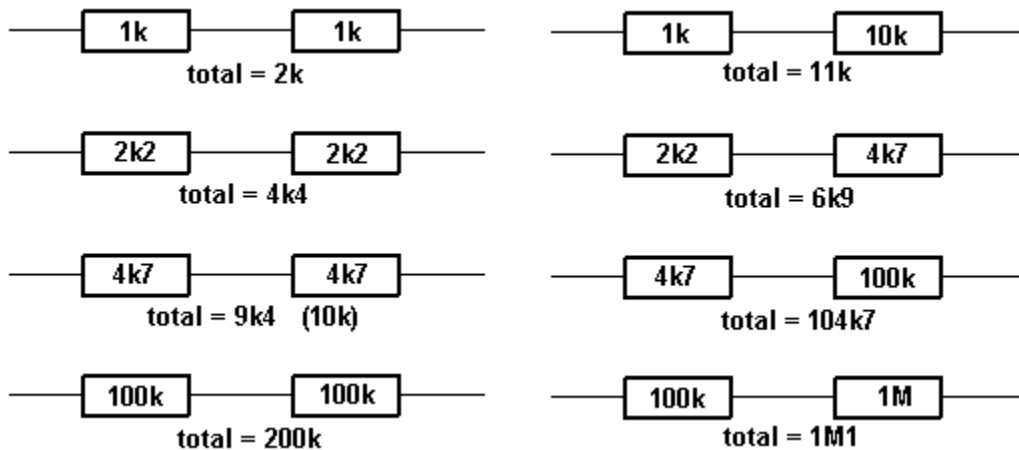 1k 1k 1k 10k
total = 2k total = 11k
2k2 2k2 2k2 4k7
total = 4k4 total = 6k9
4k7 4k7 4k7 100k
total = 9k4 (10k) total = 104k7
100k 100k 100k 1M
total = 200k total = 1M1